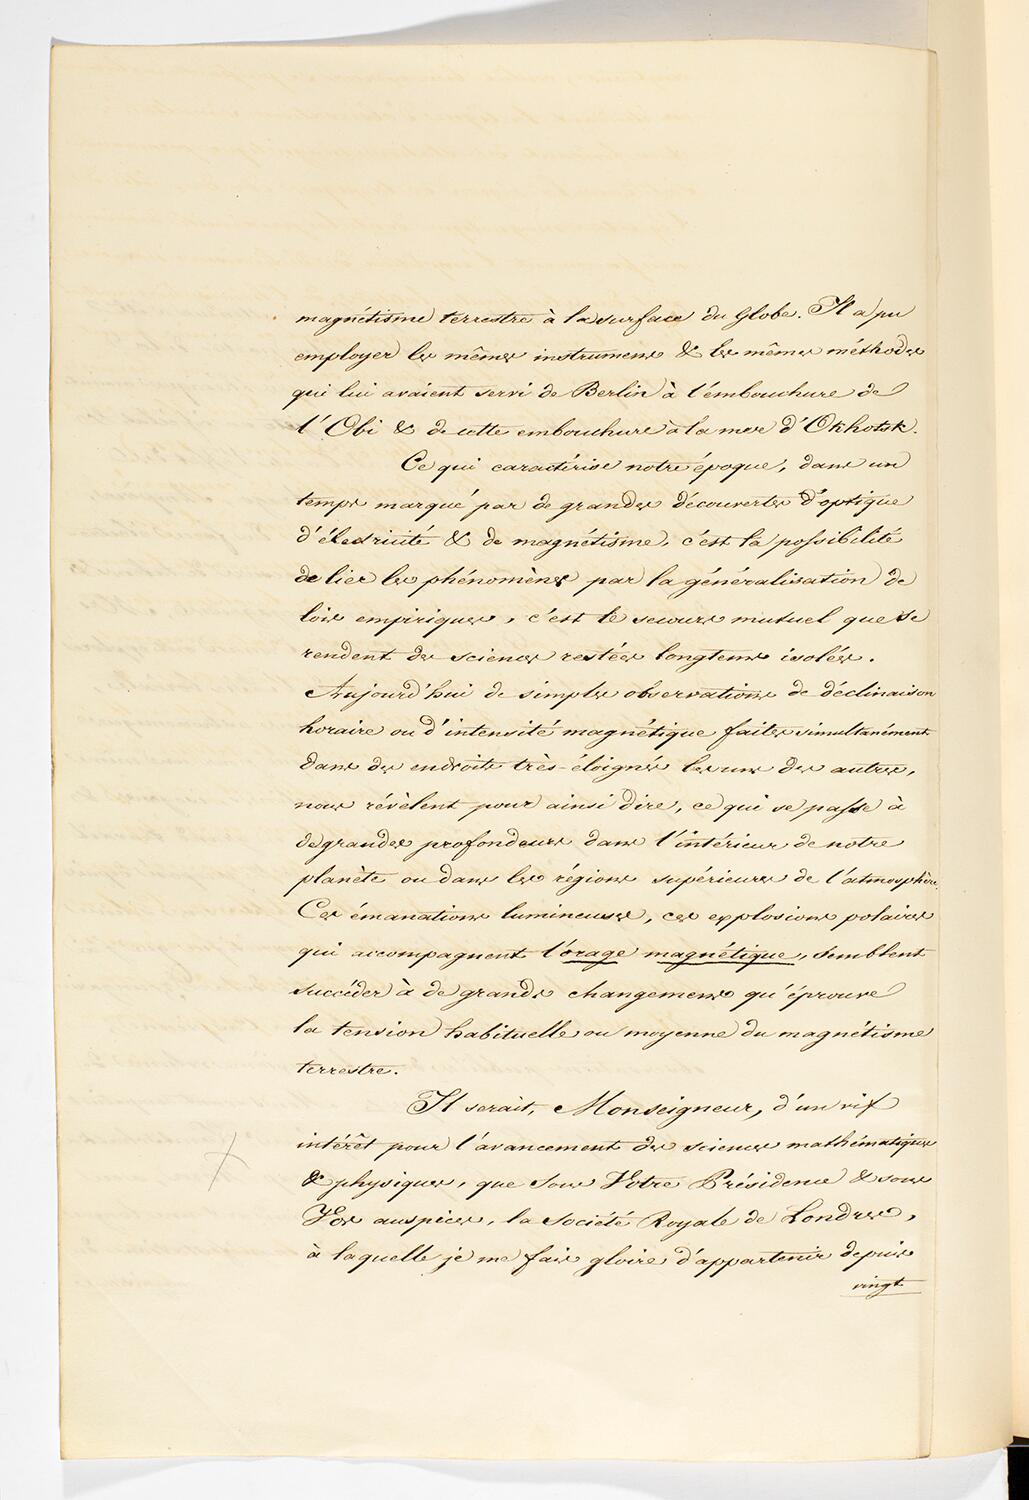 magnétisme terrestre à la surface du Globe. Il a pu
employer les mêmes instrumens & les mêmes méthodes
qui lui avaient servi de Berlin à l'embouchure de
l'Obi & de cette embouchure à la mer d'Okhotsk.
Ce qui caractérise notre époque, dans un
temps marqué par de grandes découvertes d'optique
d'électricité & de magnétisme, c'est la possibilité
de lier les phénomènes par la généralisation de
lois empiriques, c'est le secours mutuel que se
rendent des sciences restées longtems isolées.
Aujourd'hui de simples observations de déclinaison
horaire ou d'intensité magnétique faites simultanément
dans des endroits très-éloignés les uns des autres,
nous révèlent pour ainsi dire, ce qui se passe à
de grandes profondeurs dans l'intérieur de notre
planète ou dans les régions supérieures de l'atmosphère.
Ces émanations lumineuses, ces explosions polaires
qui accompagnent l'orage magnétique, semblent
succéder à de grands changemens qu'éprouve
la tension habituelle ou moyenne du magnétisme
terrestre.
Il serait, Monseigneur, d'un vif
intérêt pour l'avancement des sciences mathématiques
& physiques, que sous Votre Présidence & sous
Vos auspices, la Société Royale de Londres,
à laquelle je me fais gloire d'appartenir depuis
vingt